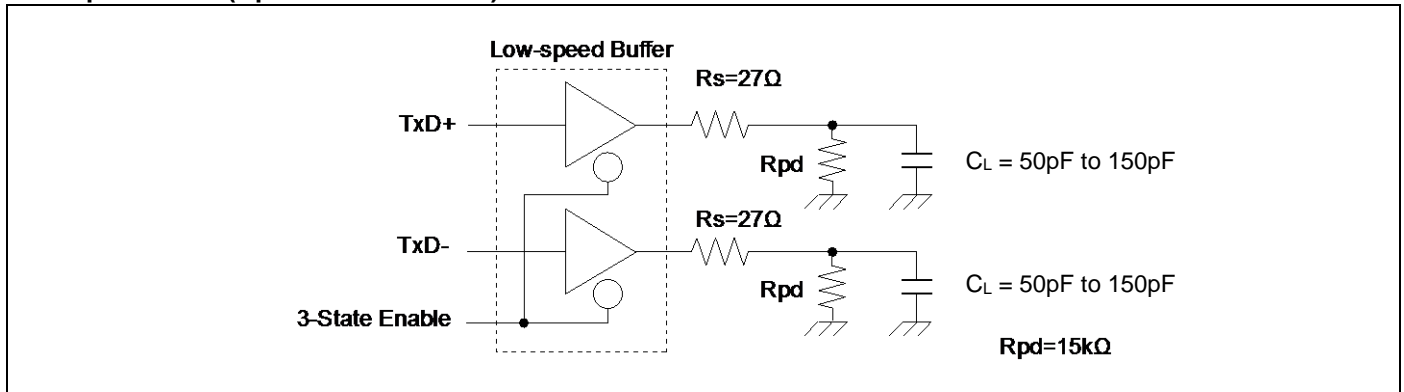 Low-speed Buffer
Rs=27Ω
TxD+
Rpd
CL = 50pF to 150pF
Rs=27Ω
TxD-
Rpd
CL = 50pF to 150pF
3-State Enable
Rpd=15kΩ